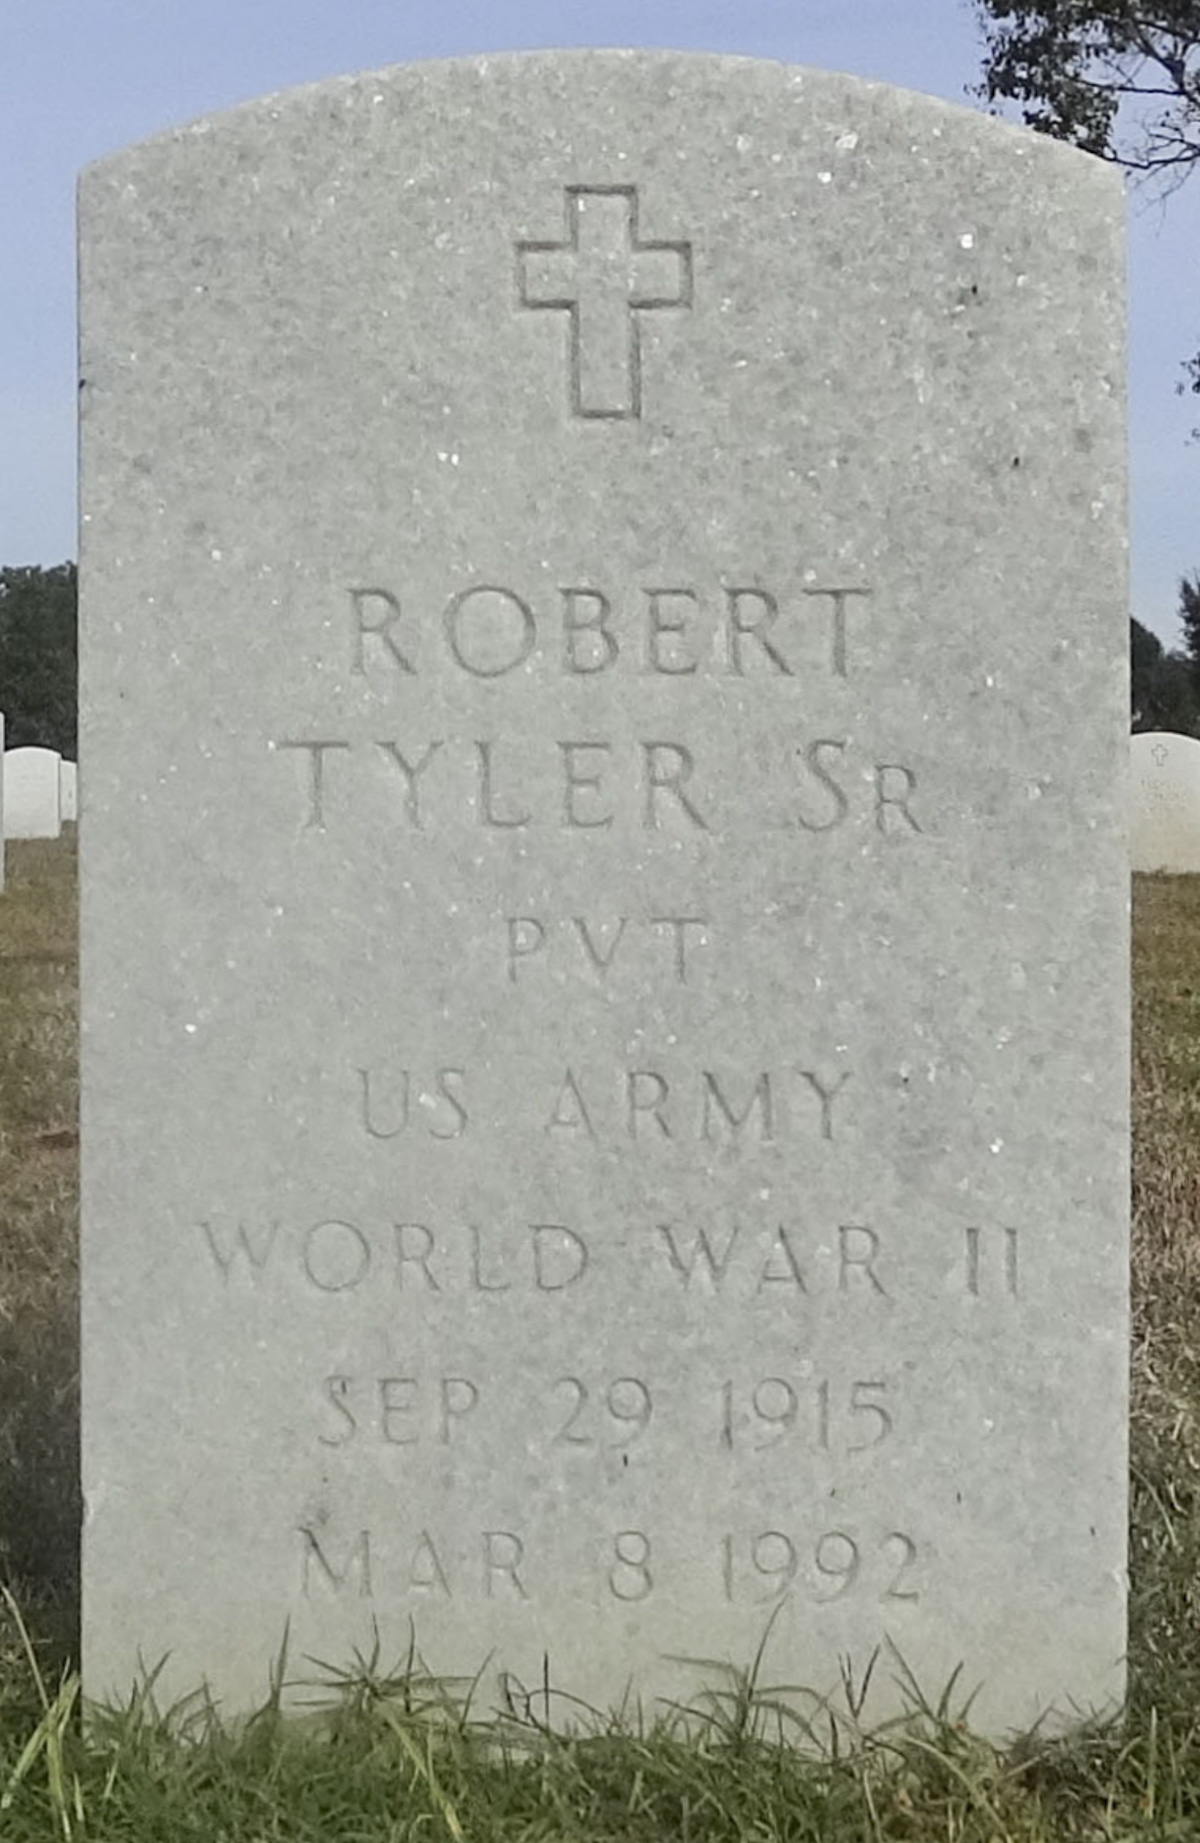 ROBERT
TYLER SR
PVT
US ARMY
WORLD WAR II
SEP 29 1915
MAR 8 1992